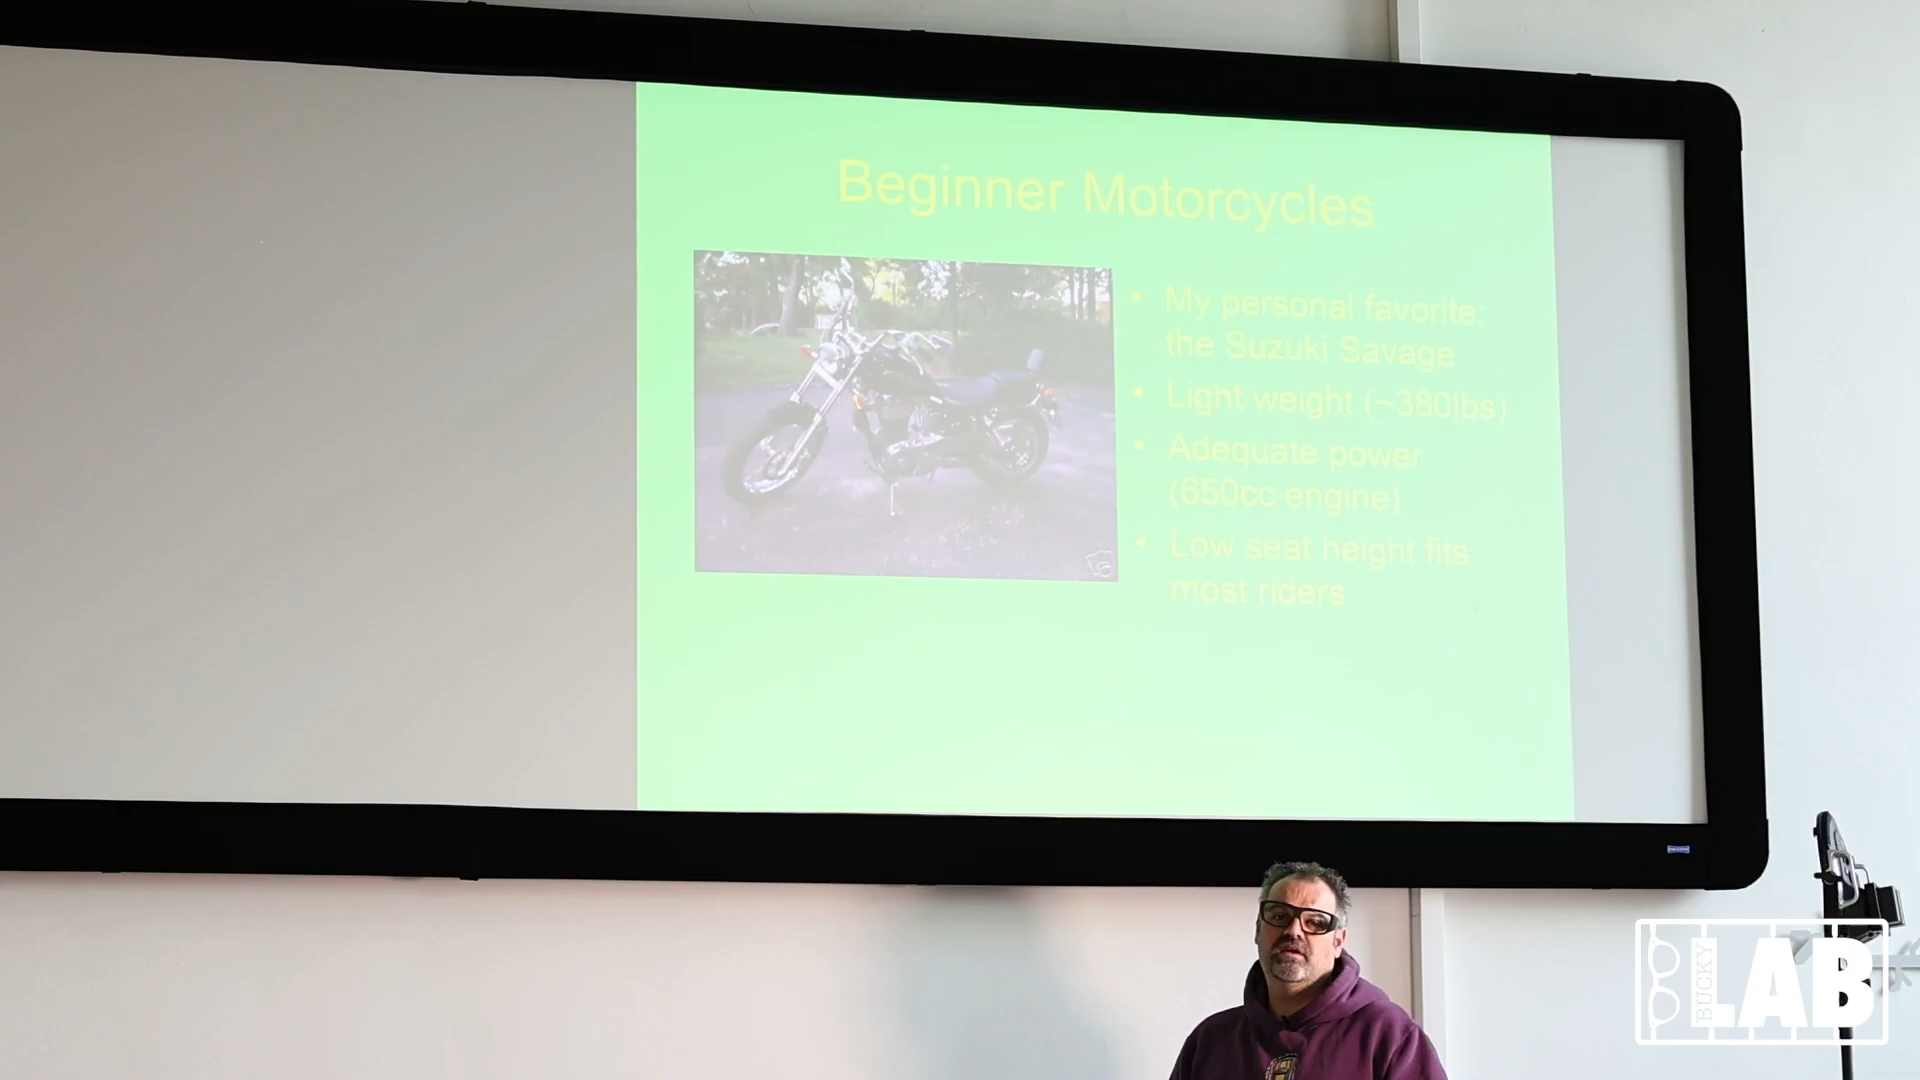 Beginner Motorcycles
• My personal favorite:
the Suzuki Savage
• Light weight (~380lbs)
• Adequate power
(650cc engine)
• Low seat height fits
most riders
BUCKY
LAB